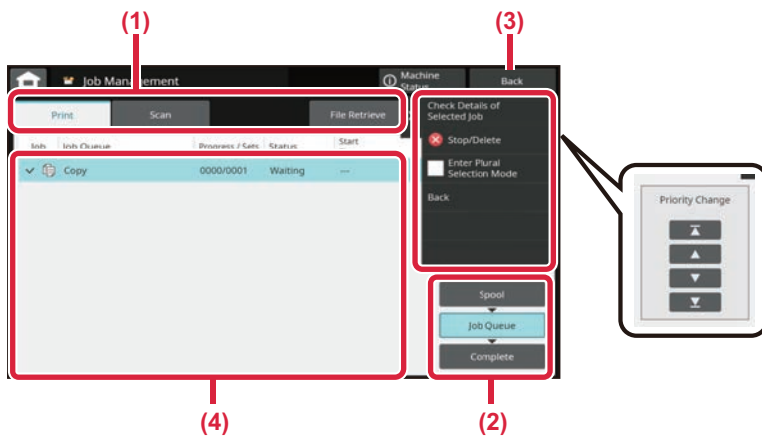 (1)
(3)
Job Management
Machine Status
Back
Print
Scan
File Retrieve
Check Details of
Selected Job
Stop/Delete
Enter Plural
Selection Mode
Back
Job
Job Queue
Progress / Sets
Status
Start
Copy
0000/0001
Waiting
---
Priority Change
Spool
Job Queue
Complete
(4)
(2)